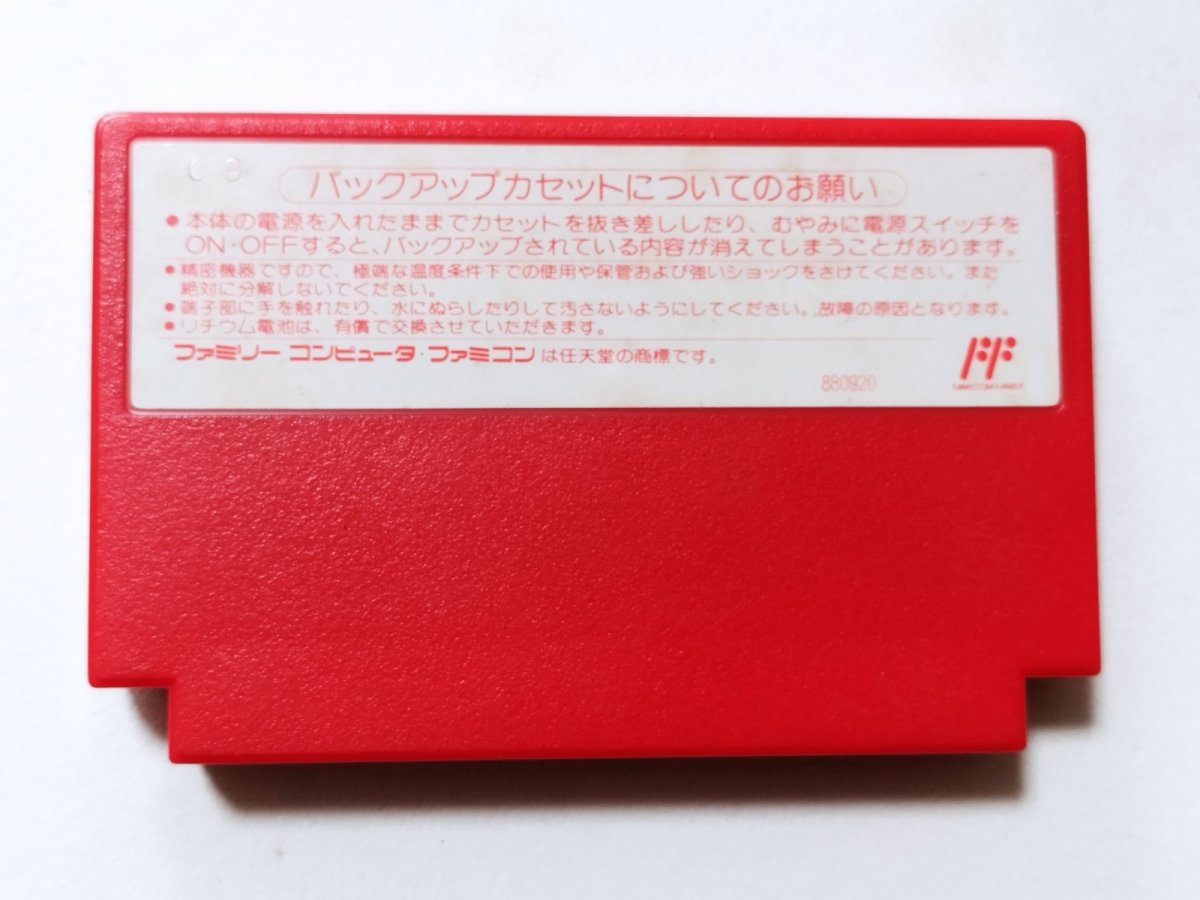 C 8
バックアップカセットについてのお願い
● 本体の電源を入れたままでカセットを抜き差ししたり、むやみに電源スイッチを
ON・OFFすると、バックアップされている内容が消えてしまうことがあります。
● 精密機器ですので、極端な温度条件下での使用や保管および強いショックをさけてください。また
絶対に分解しないでください。
● 端子部に手を触れたり、水にぬらしたりして汚さないようにしてください。故障の原因となります。
● リチウム電池は、有償で交換させていただきます。
ファミリー コンピュータ・ファミコン は任天堂の商標です。
880920
FAMICOM FAMILY